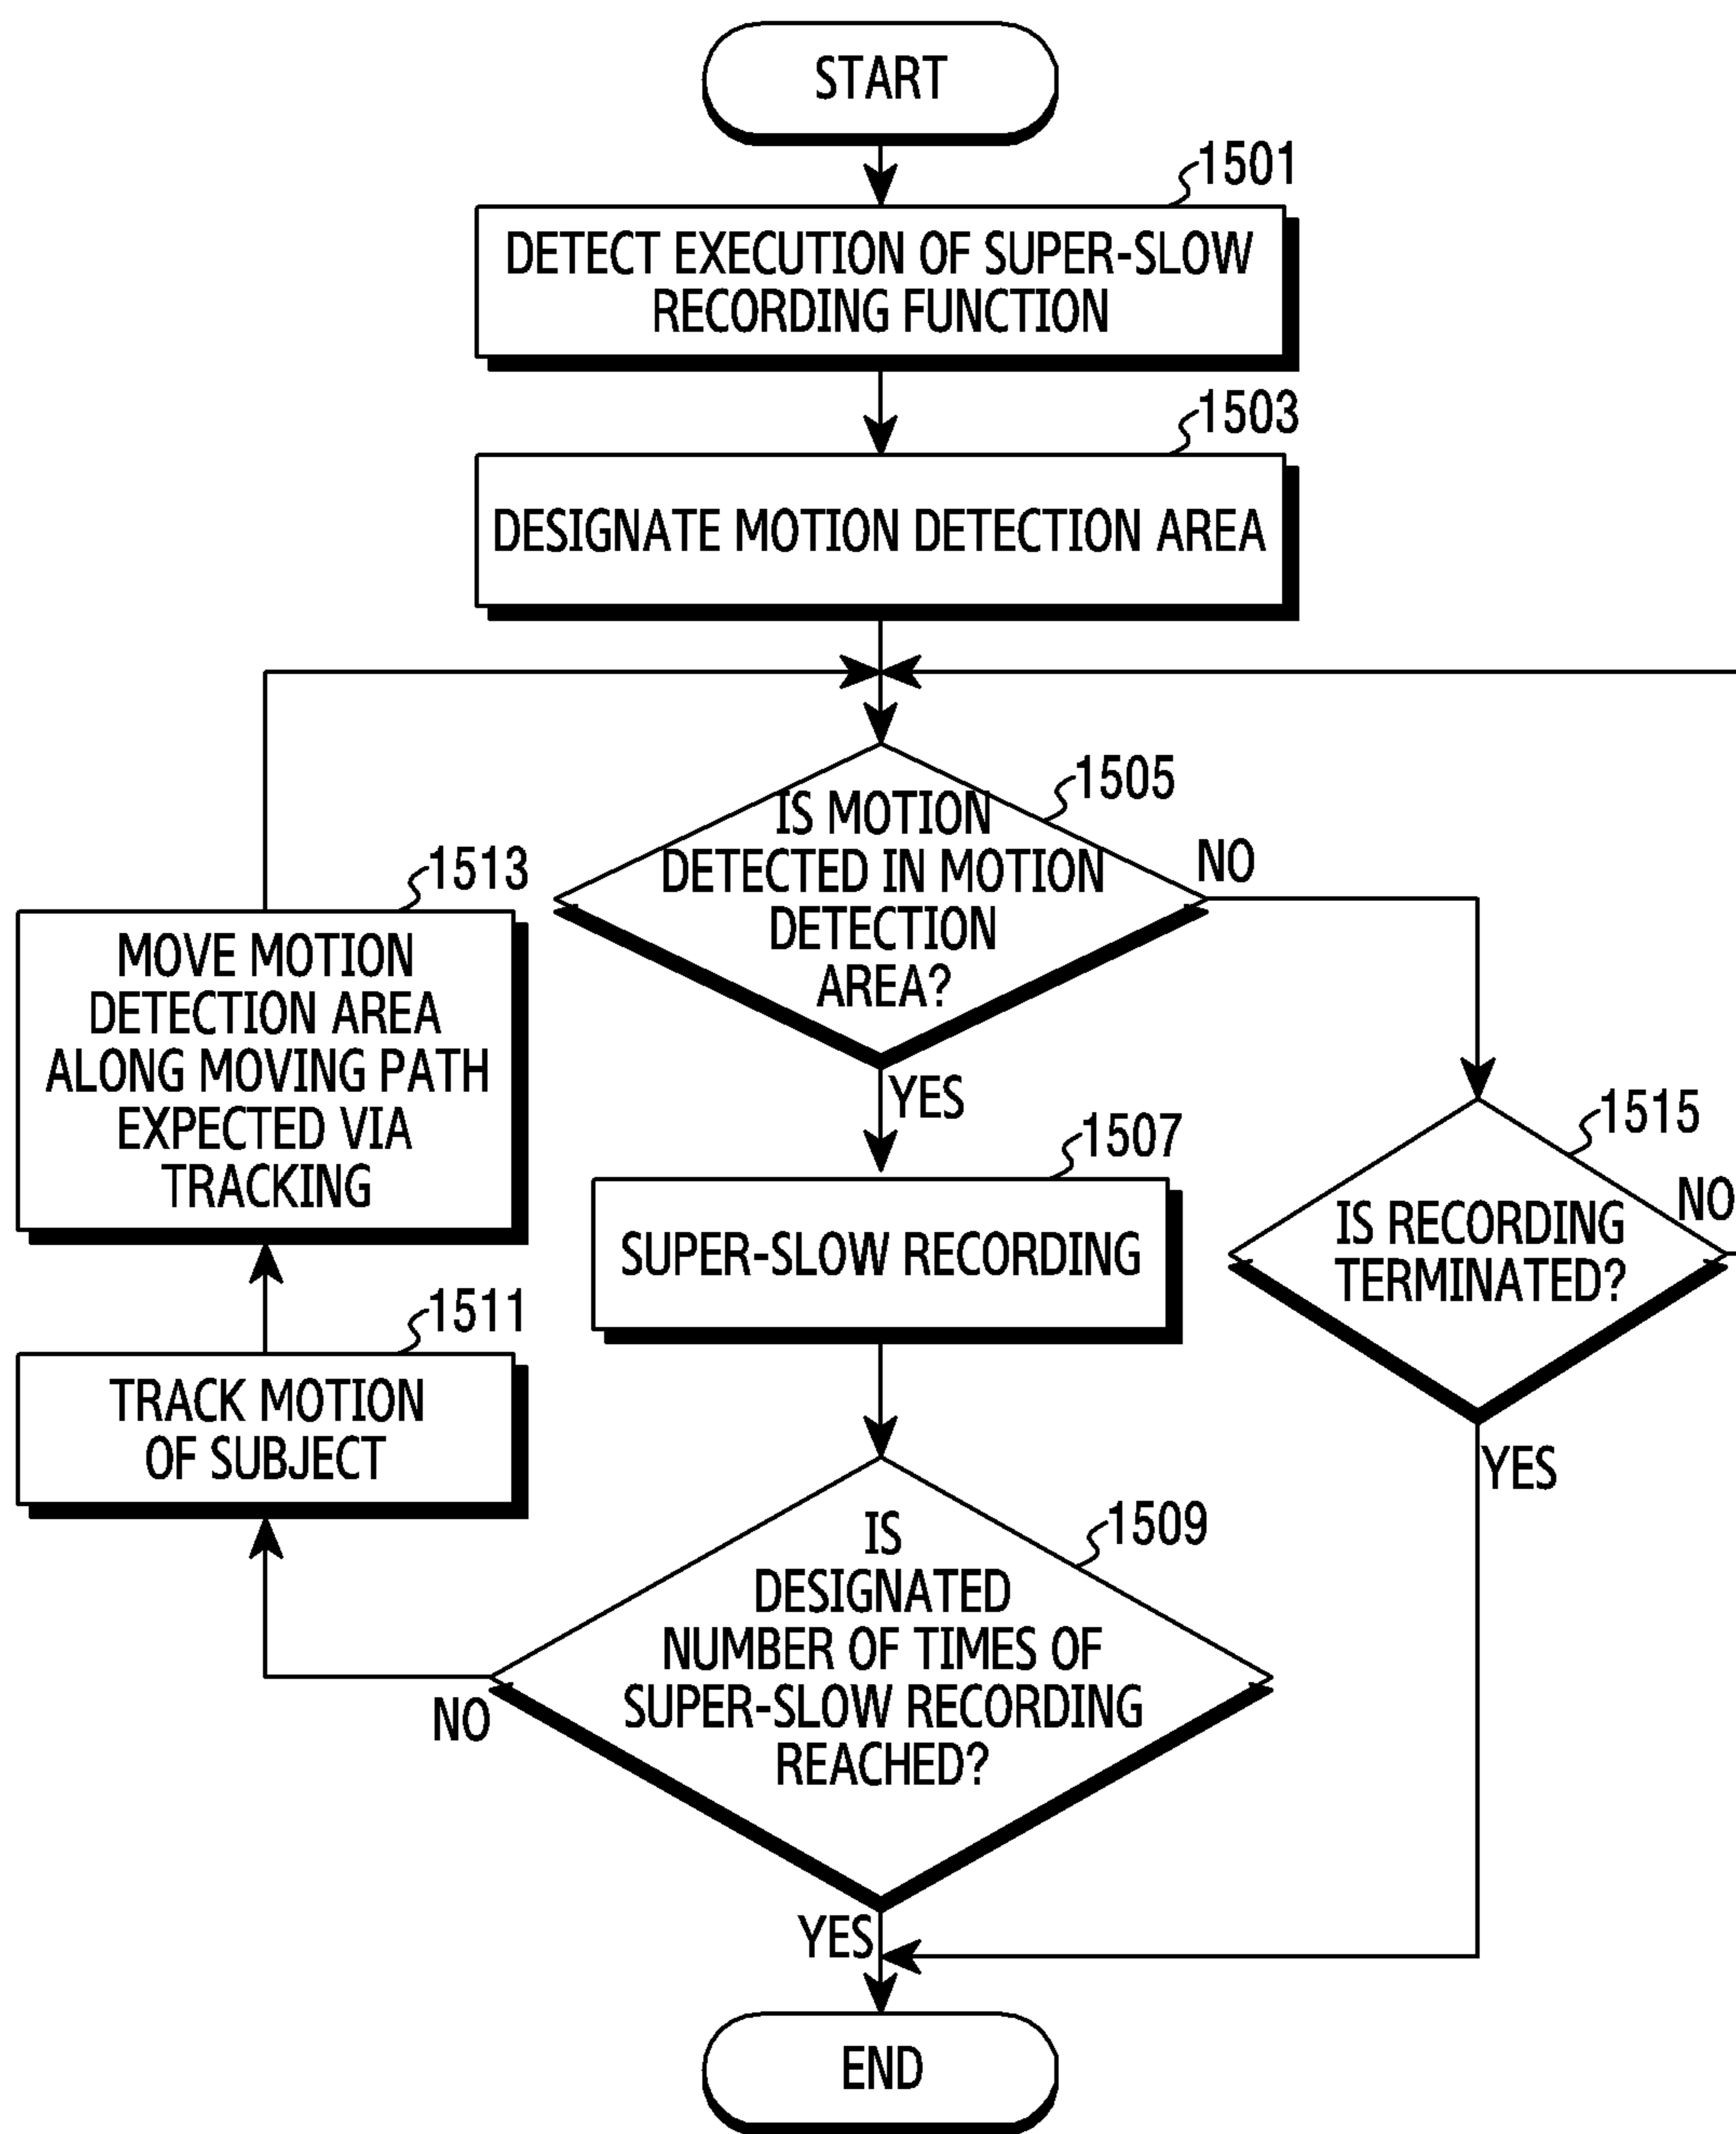 START
1501
DETECT EXECUTION OF SUPER-SLOW
RECORDING FUNCTION
1503
DESIGNATE MOTION DETECTION AREA
1505
IS MOTION
DETECTED IN MOTION
DETECTION
AREA?
NO
YES
1513
MOVE MOTION
DETECTION AREA
ALONG MOVING PATH
EXPECTED VIA
TRACKING
1507
SUPER-SLOW RECORDING
1515
IS RECORDING
TERMINATED?
NO
YES
1511
TRACK MOTION
OF SUBJECT
1509
IS
DESIGNATED
NUMBER OF TIMES OF
SUPER-SLOW RECORDING
REACHED?
NO
YES
END